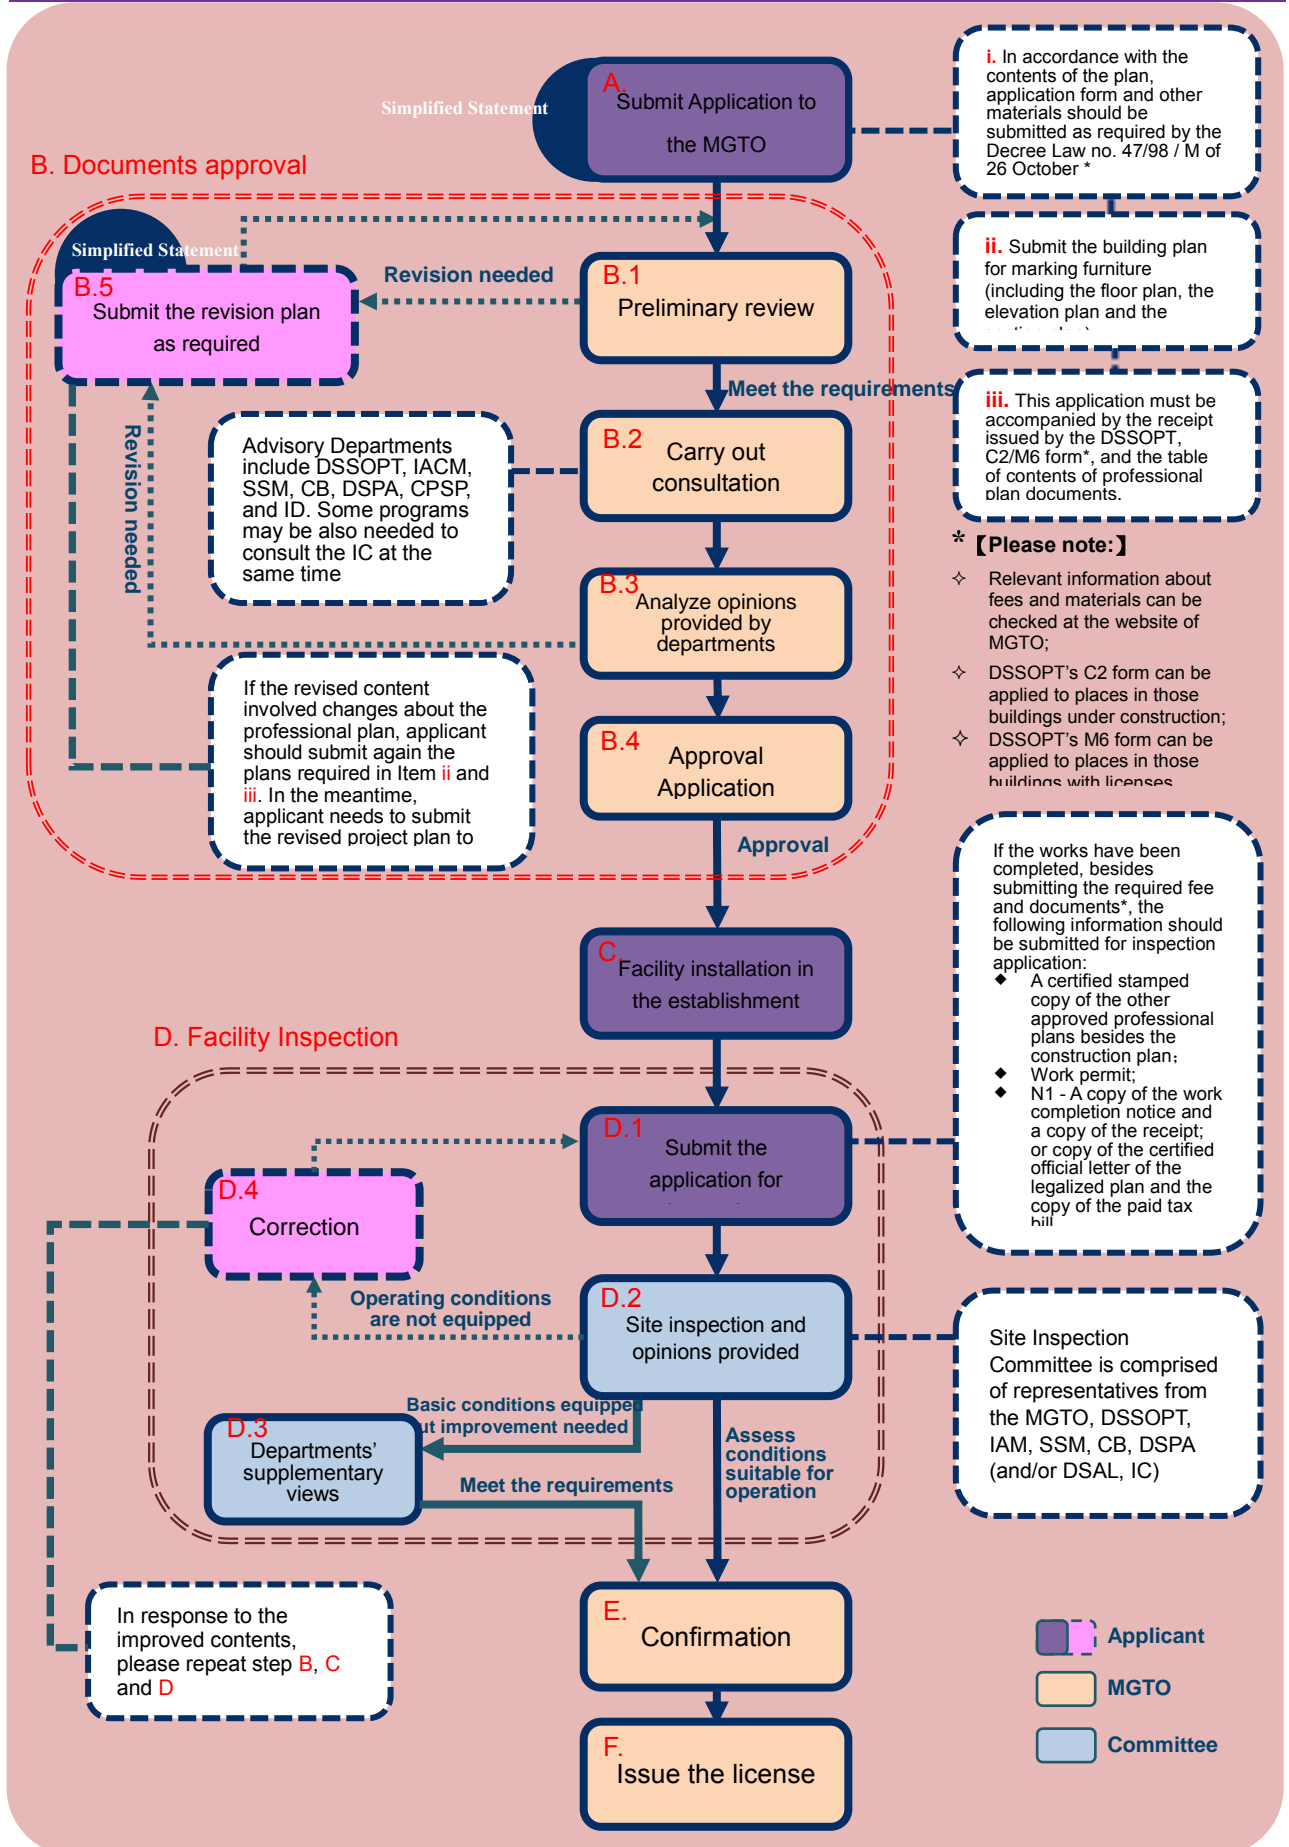 A.
Simplified Statement
Submit Application to
the MGTO
i. In accordance with the
contents of the plan,
application form and other
materials should be
submitted as required by the
Decree Law no. 47/98 / M of
26 October *
B. Documents approval
Simplified Statement
B.5
Submit the revision plan
as required
Revision needed
B.1
Preliminary review
ii. Submit the building plan
for marking furniture
(including the floor plan, the
elevation plan and the
Meet the requirements
iii. This application must be
accompanied by the receipt
issued by the DSSOPT,
C2/M6 form*, and the table
of contents of professional
plan documents.
Revision needed
Advisory Departments
include DSSOPT, IACM,
SSM, CB, DSPA, CPSP,
and ID. Some programs
may be also needed to
consult the IC at the
same time
B.2
Carry out
consultation
* 【Please note:】
✧ Relevant information about
fees and materials can be
checked at the website of
MGTO;
✧ DSSOPT's C2 form can be
applied to places in those
buildings under construction;
✧ DSSOPT's M6 form can be
applied to places in those
buildings with licenses
B.3
Analyze opinions
provided by
departments
If the revised content
involved changes about the
professional plan, applicant
should submit again the
plans required in Item ii and
iii. In the meantime,
applicant needs to submit
the revised project plan to
B.4
Approval
Application
Approval
If the works have been
completed, besides
submitting the required fee
and documents*, the
following information should
be submitted for inspection
application:
◆ A certified stamped
copy of the other
approved professional
plans besides the
construction plan;
◆ Work permit;
◆ N1 - A copy of the work
completion notice and
a copy of the receipt;
or copy of the certified
official letter of the
legalized plan and the
copy of the paid tax
bill
C.
Facility installation in
the establishment
D. Facility Inspection
D.1
Submit the
application for
D.4
Correction
Operating conditions
are not equipped
D.2
Site inspection and
opinions provided
Site Inspection
Committee is comprised
of representatives from
the MGTO, DSSOPT,
IAM, SSM, CB, DSPA
(and/or DSAL, IC)
Basic conditions equipped
ut improvement needed
D.3
Departments'
supplementary
views
Assess
conditions
suitable for
operation
Meet the requirements
In response to the
improved contents,
please repeat step B, C
and D
E.
Confirmation
F.
Issue the license
Applicant
MGTO
Committee